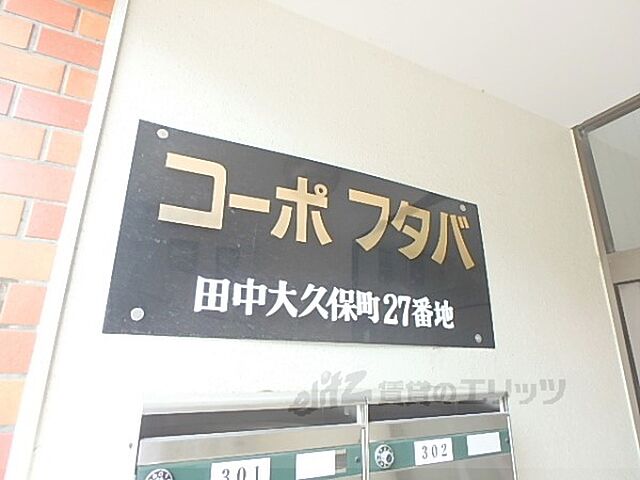 コーポ フタバ
田中大久保町27番地
elitz 賃貸のエリッツ
301
302